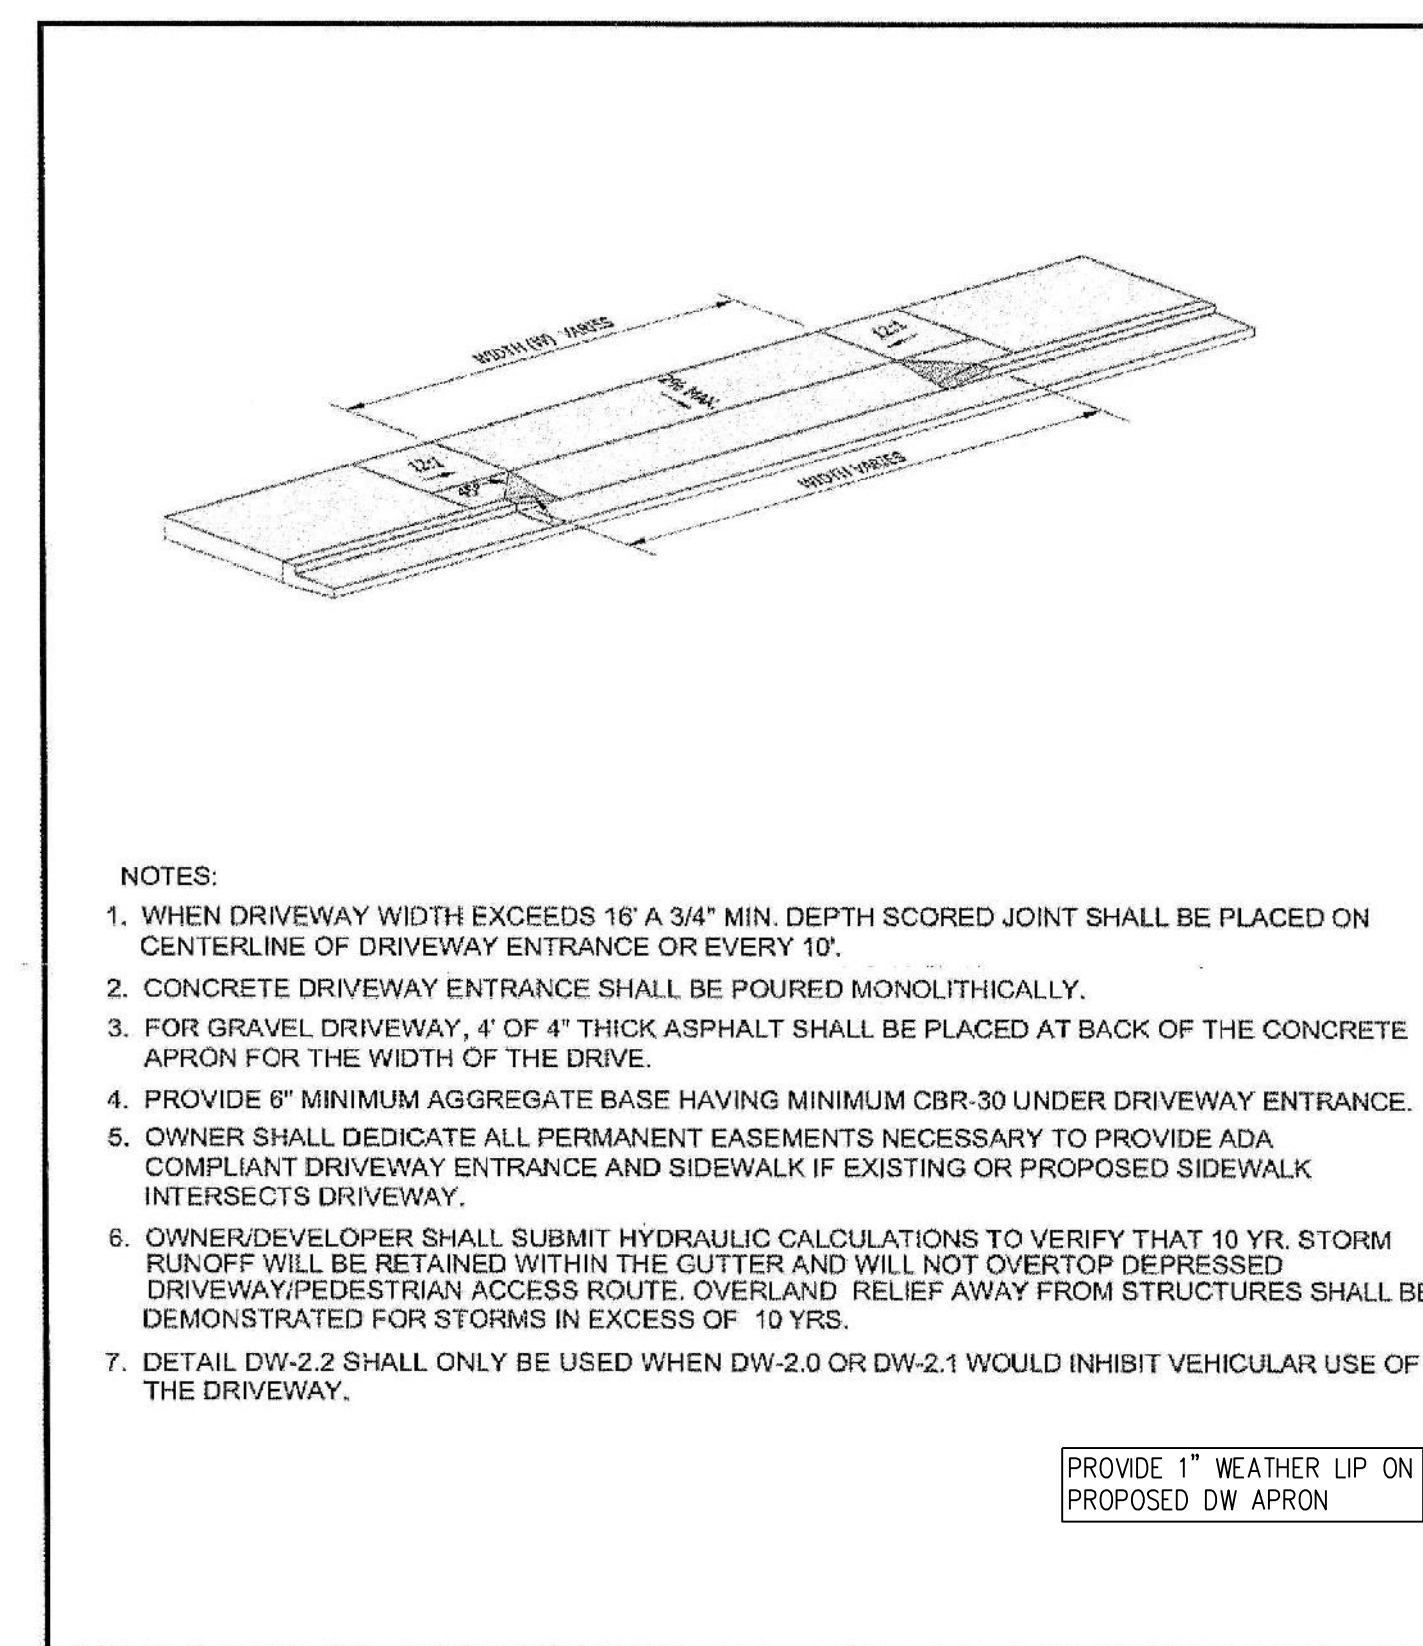 WIDTH (W) VARIES
12:1
2% MAX.
12:1
45°
WIDTH VARIES
NOTES:
1. WHEN DRIVEWAY WIDTH EXCEEDS 16' A 3/4" MIN. DEPTH SCORED JOINT SHALL BE PLACED ON
CENTERLINE OF DRIVEWAY ENTRANCE OR EVERY 10'.
2. CONCRETE DRIVEWAY ENTRANCE SHALL BE POURED MONOLITHICALLY.
3. FOR GRAVEL DRIVEWAY, 4' OF 4" THICK ASPHALT SHALL BE PLACED AT BACK OF THE CONCRETE
APRON FOR THE WIDTH OF THE DRIVE.
4. PROVIDE 6" MINIMUM AGGREGATE BASE HAVING MINIMUM CBR-30 UNDER DRIVEWAY ENTRANCE.
5. OWNER SHALL DEDICATE ALL PERMANENT EASEMENTS NECESSARY TO PROVIDE ADA
COMPLIANT DRIVEWAY ENTRANCE AND SIDEWALK IF EXISTING OR PROPOSED SIDEWALK
INTERSECTS DRIVEWAY.
6. OWNER/DEVELOPER SHALL SUBMIT HYDRAULIC CALCULATIONS TO VERIFY THAT 10 YR. STORM
RUNOFF WILL BE RETAINED WITHIN THE GUTTER AND WILL NOT OVERTOP DEPRESSED
DRIVEWAY/PEDESTRIAN ACCESS ROUTE. OVERLAND RELIEF AWAY FROM STRUCTURES SHALL BE
DEMONSTRATED FOR STORMS IN EXCESS OF 10 YRS.
7. DETAIL DW-2.2 SHALL ONLY BE USED WHEN DW-2.0 OR DW-2.1 WOULD INHIBIT VEHICULAR USE OF
THE DRIVEWAY.
PROVIDE 1" WEATHER LIP ON
PROPOSED DW APRON